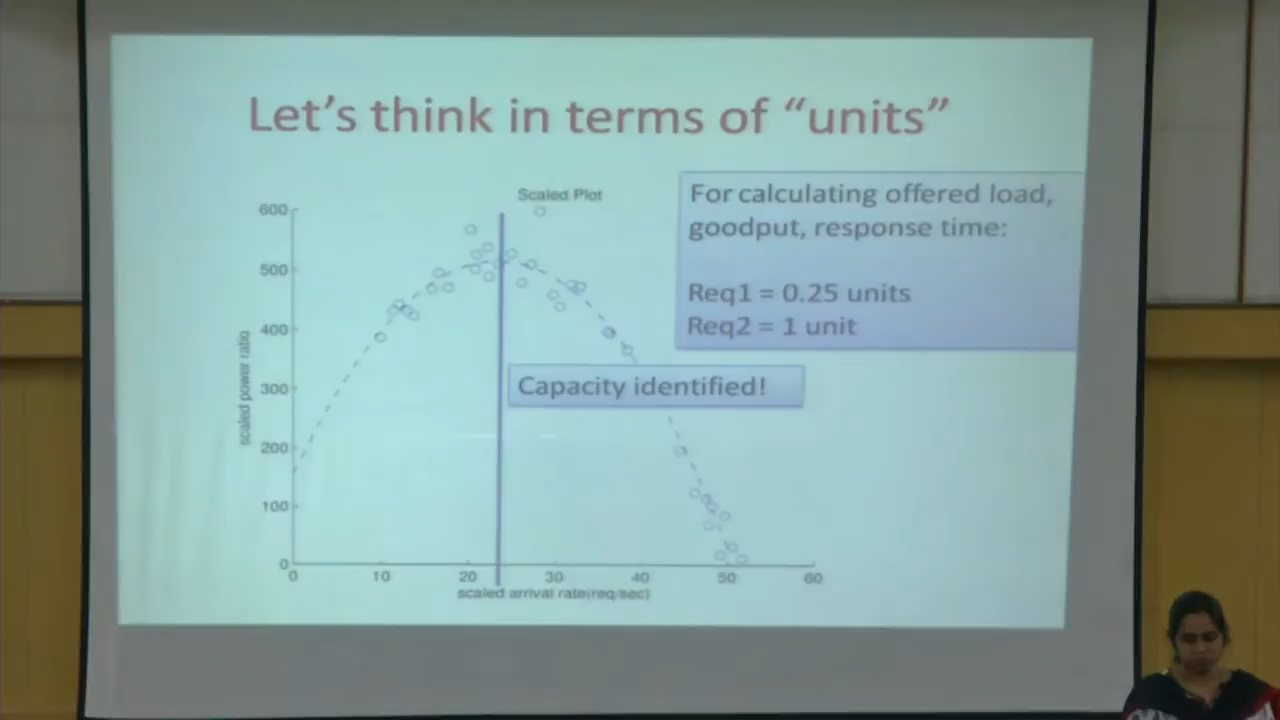 Let's think in terms of “units”
Scaled Plot
For calculating offered load,
goodput, response time:
Req1 = 0.25 units
Req2 = 1 unit
Capacity identified!
600
500
400
300
200
100
0
scaled power ratio
0 10 20 30 40 50 60
scaled arrival rate(req/sec)